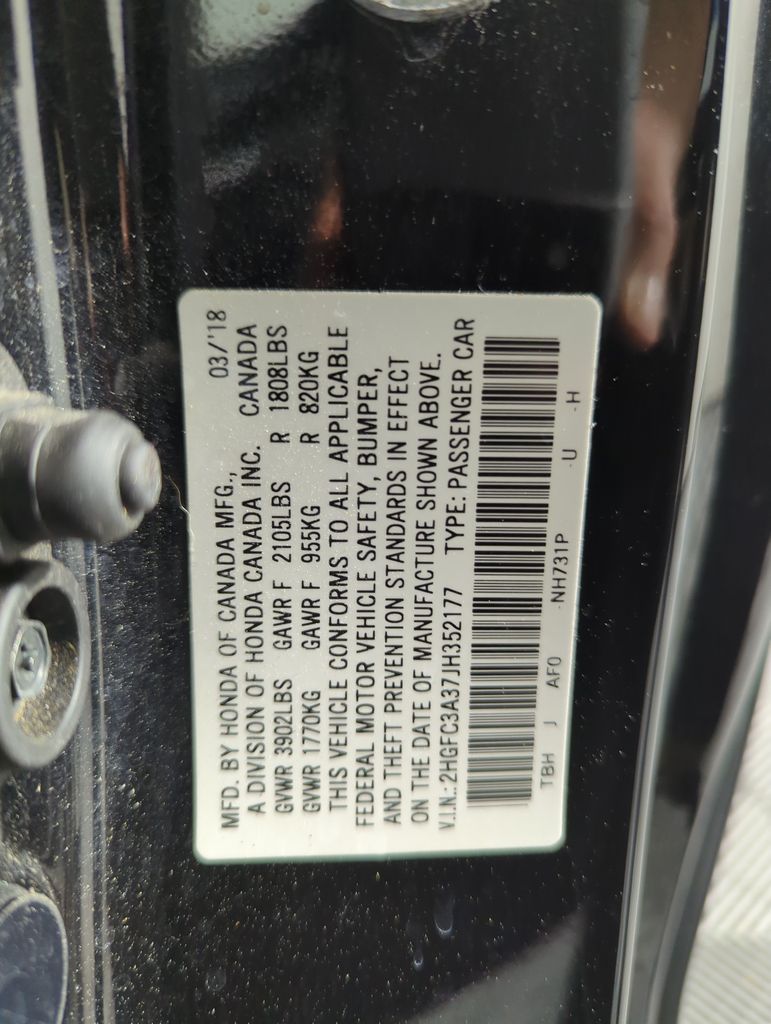 MFD. BY HONDA OF CANADA MFG., 03/'18
A DIVISION OF HONDA CANADA INC. CANADA
GVWR 3902LBS GAWR F 2105LBS R 1808LBS
GVWR 1770KG GAWR F 955KG R 820KG
THIS VEHICLE CONFORMS TO ALL APPLICABLE
FEDERAL MOTOR VEHICLE SAFETY, BUMPER,
AND THEFT PREVENTION STANDARDS IN EFFECT
ON THE DATE OF MANUFACTURE SHOWN ABOVE.
V.I.N.: 2HGFC3A37JH352177 TYPE: PASSENGER CAR
TBH J AF0 -NH731P -U -H